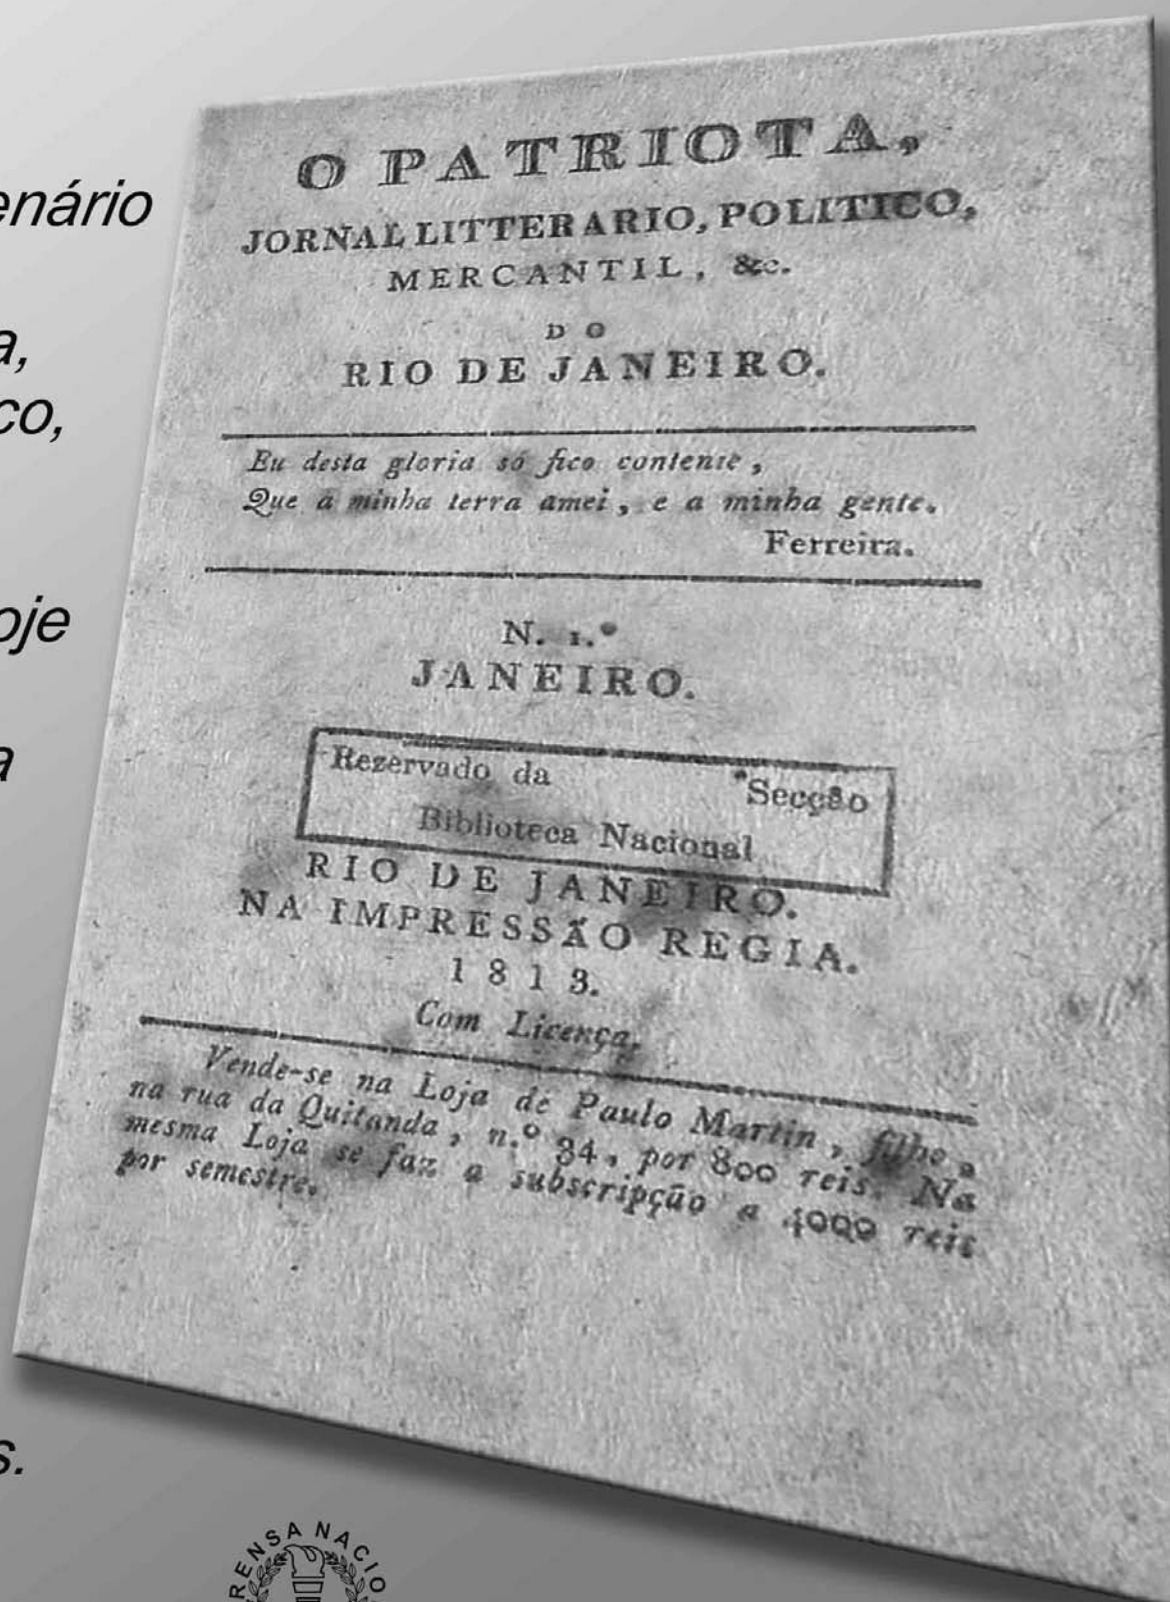 enário
a,
co,
oje
a
s.
O PATRIOTA,
JORNAL LITTERARIO, POLITICO,
MERCANTIL, &c.
DO
RIO DE JANEIRO.
Eu desta gloria só fico contente,
Que a minha terra amei, e a minha gente.
Ferreira.
N. 1.º
JANEIRO.
Rezervado da Secção
Biblioteca Nacional
RIO DE JANEIRO.
NA IMPRESSÃO REGIA.
1813.
Com Licença.
Vende-se na Loja de Paulo Martin, filho,
na rua da Quitanda, n.º 34, por 800 reis. Na
mesma Loja se faz a subscripção a 4000 reis
por semestre.
RENSA NACIO